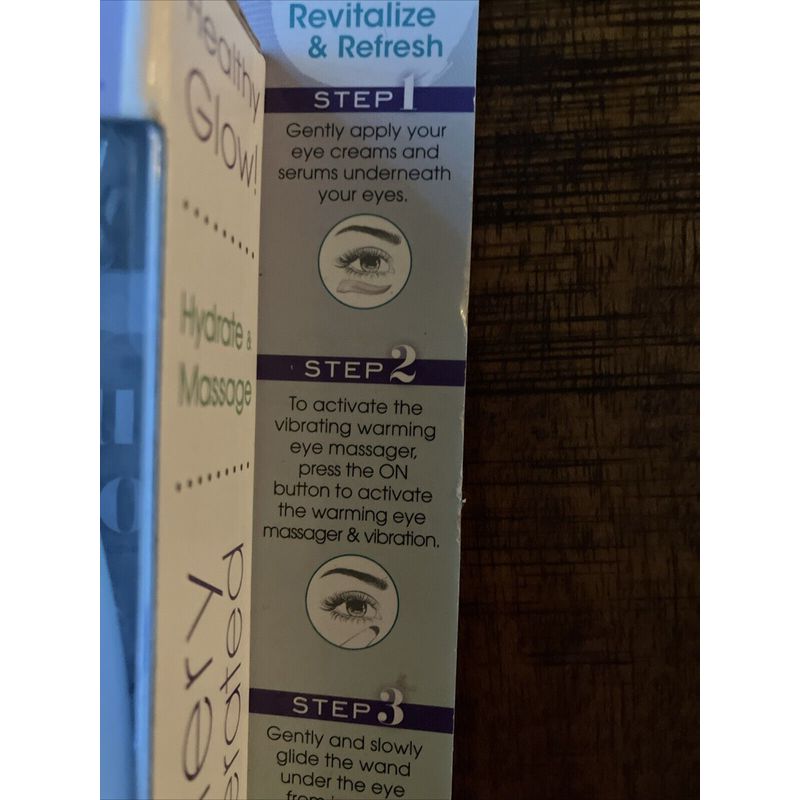 Revitalize
& Refresh
STEP 1
Gently apply your
eye creams and
serums underneath
your eyes.
STEP 2
To activate the
vibrating warming
eye massager,
press the ON
button to activate
the warming eye
massager & vibration.
STEP 3
Gently and slowly
glide the wand
under the eye
from
Healthy
Glow!
Hydrate &
Massage